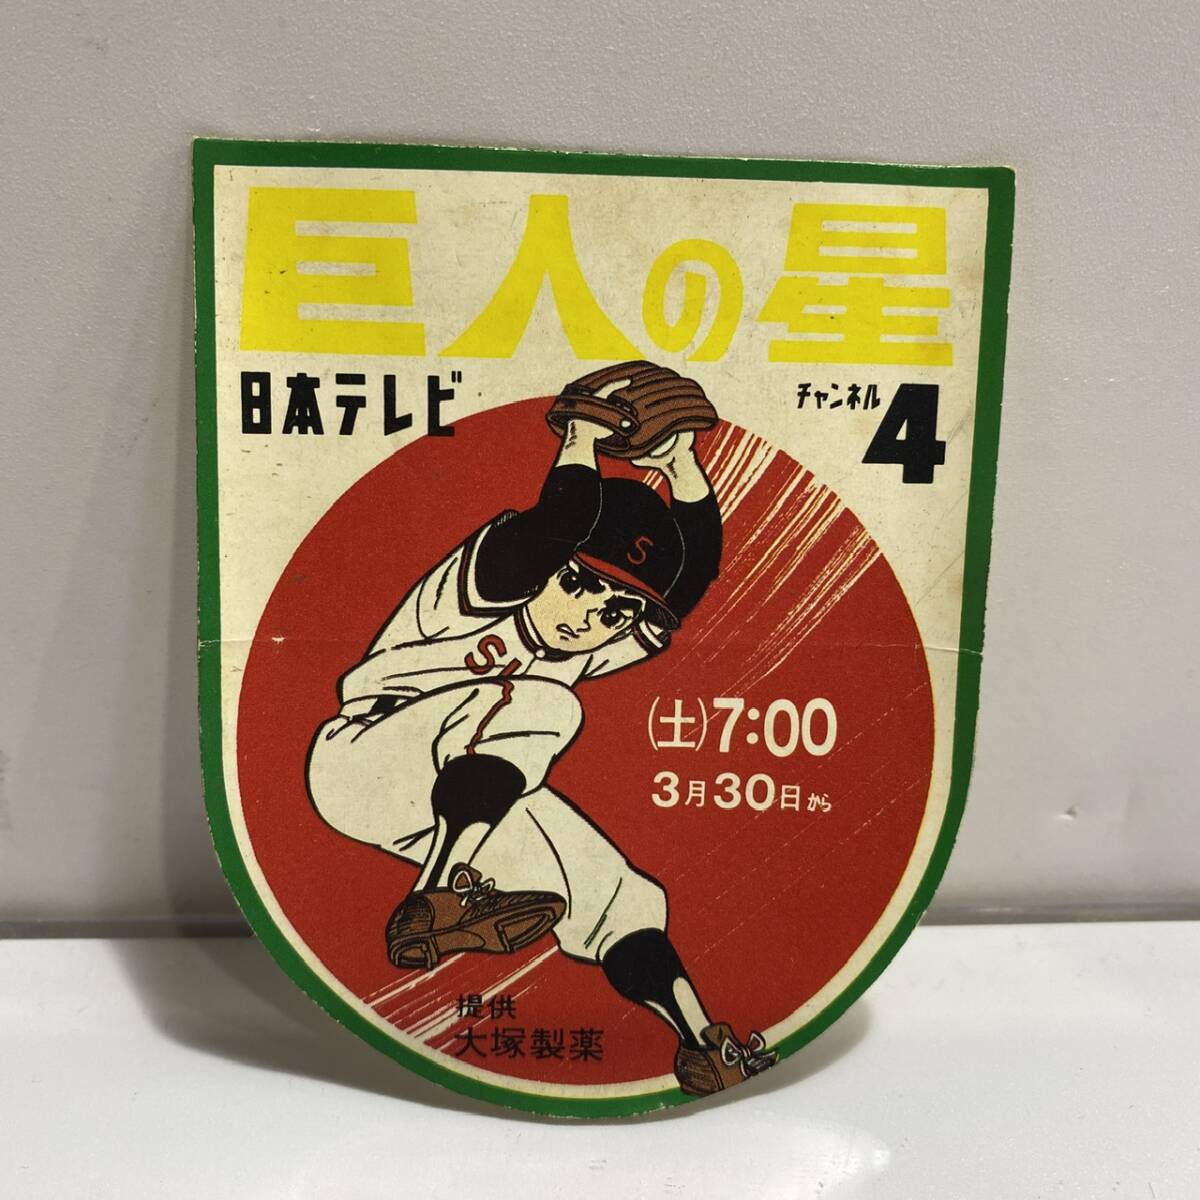 巨人の星
日本テレビ
チャンネル4
S
(土)7:00
3月30日から
提供
大塚製薬